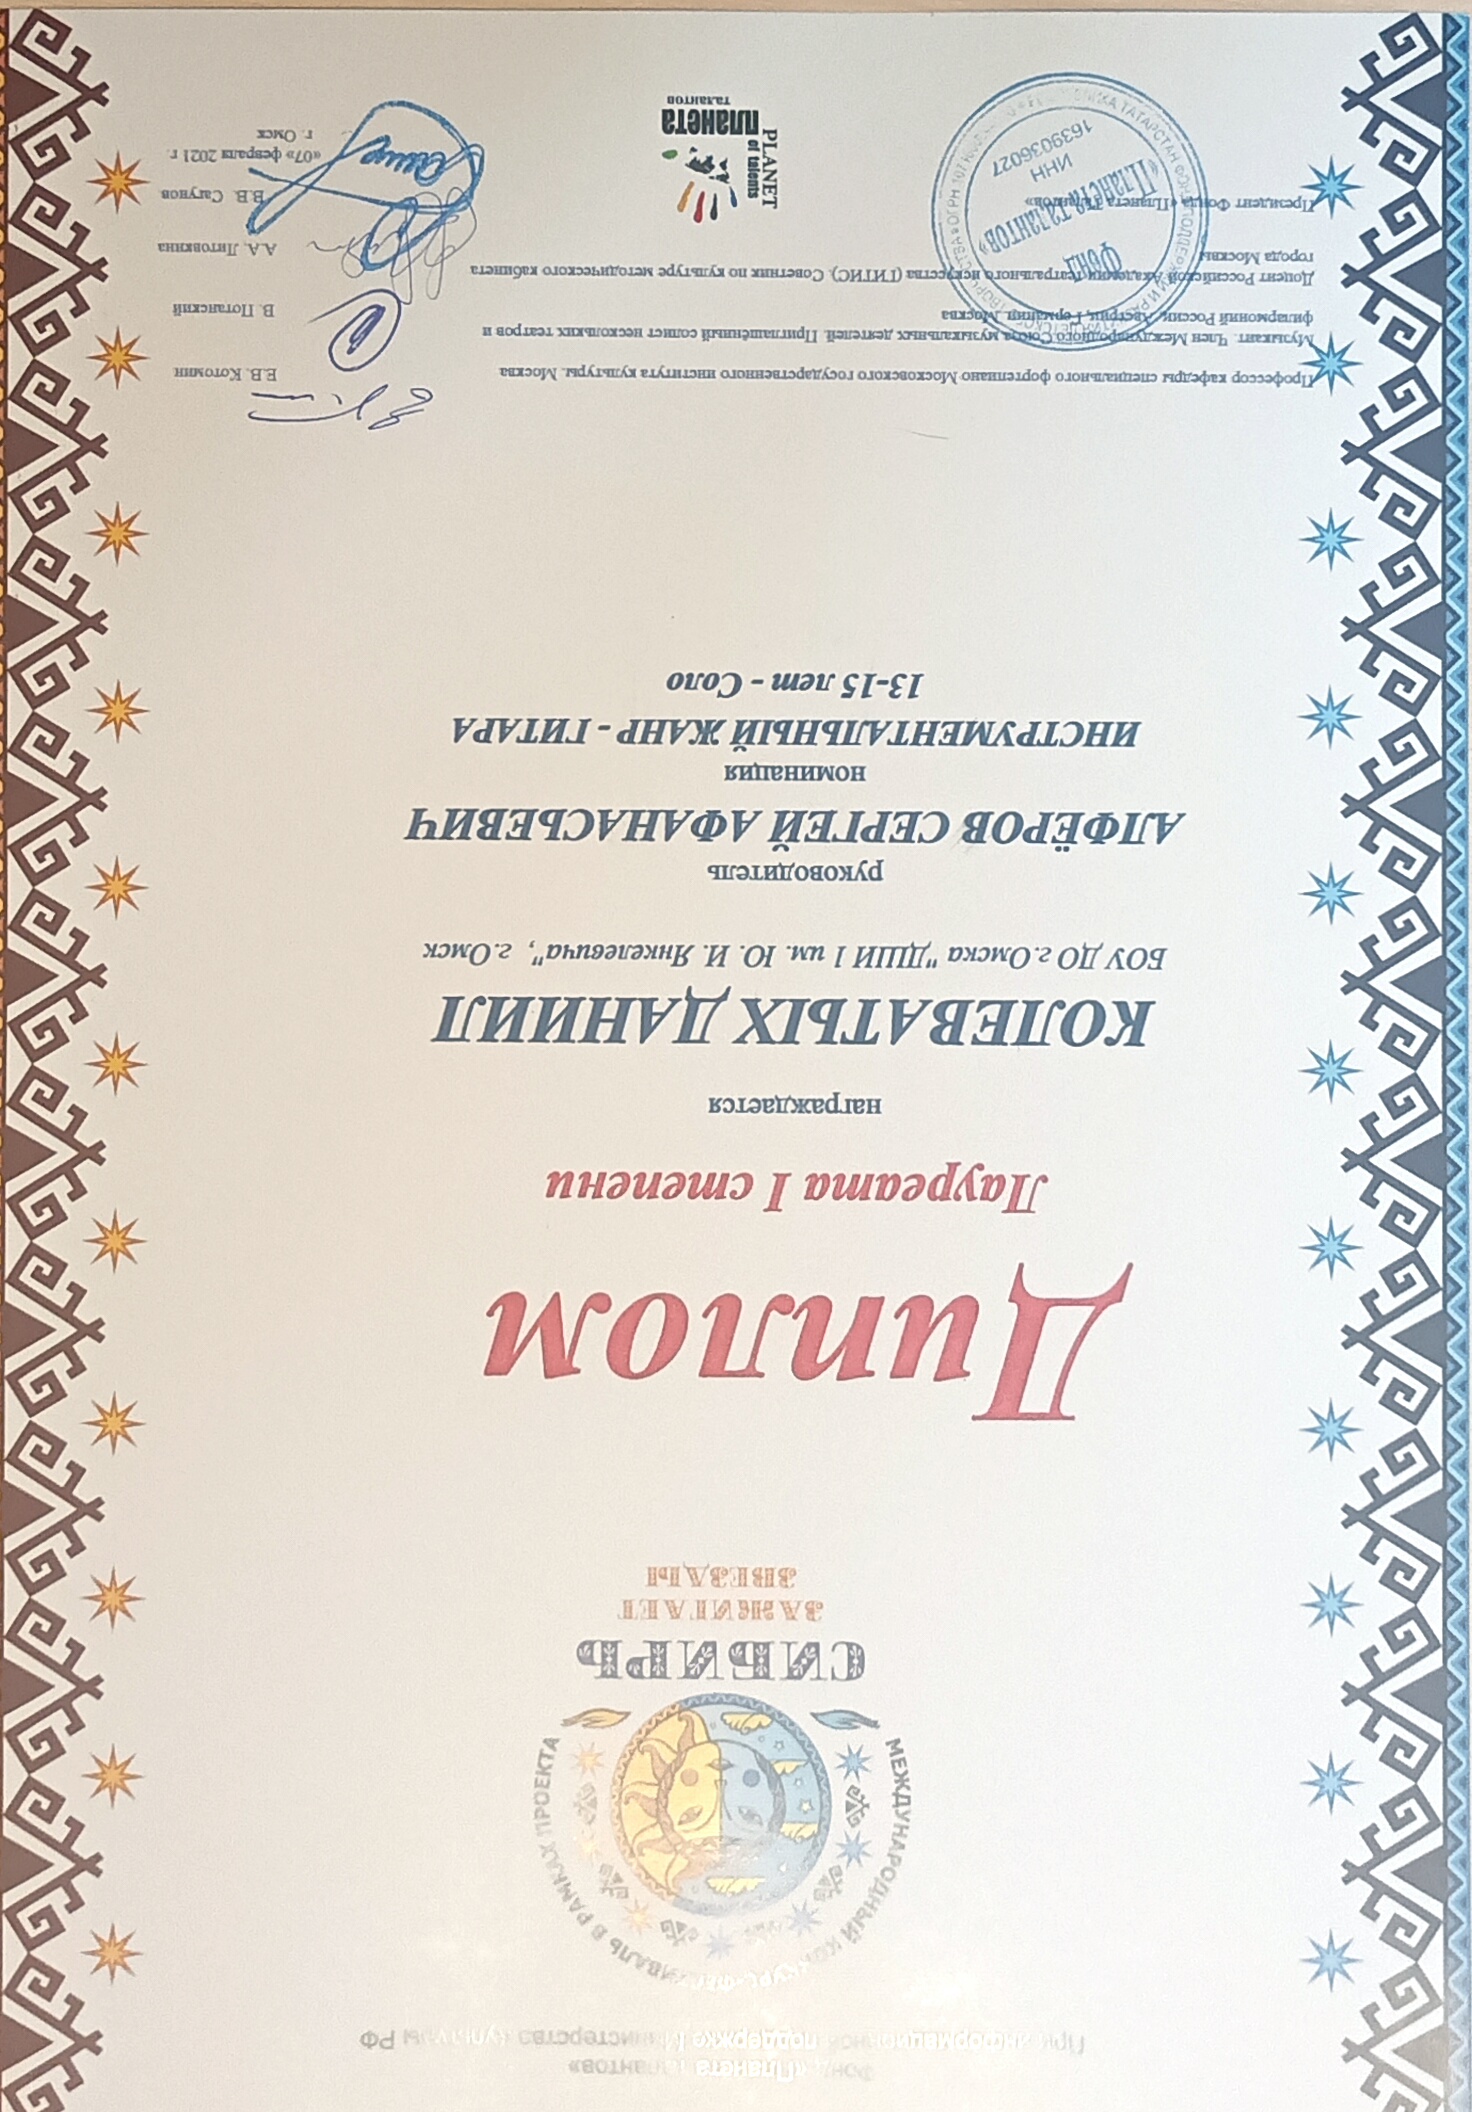 Фонд «Планета талантов»
При информационной поддержке Министерства культуры РФ
МЕЖДУНАРОДНЫЙ КОНКУРС-ФЕСТИВАЛЬ В РАМКАХ ПРОЕКТА
СИБИРЬ
ЗАЖИГАЕТ
ЗВЕЗДЫ
Диплом
Лауреата I степени
награждается
КОЛЕВАТЫХ ДАНИИЛ
БОУ ДО г.Омска "ДШИ 1 им. Ю. И. Янкелевича", г.Омск
руководитель
АЛФЁРОВ СЕРГЕЙ АФАНАСЬЕВИЧ
номинация
ИНСТРУМЕНТАЛЬНЫЙ ЖАНР - ГИТАРА
13-15 лет - Соло
Профессор кафедры специального фортепиано Московского государственного института культуры. Москва
Е.В. Котомин
Музыкант. Член Международного Союза музыкальных деятелей. Приглашённый солист нескольких театров и
филармоний России, Австрии, Германии. Москва
В. Потанский
Доцент Российской Академии театрального искусства (ГИТИС). Советник по культуре методического кабинета
города Москвы
А.А. Литовкина
Президент Фонда «Планета Талантов»
В.В. Сагунов
«07» февраля 2021 г.
г. Омск
Фонд
«Планета талантов»
ИНН
1639036027
PLANET
of talents
планета
талантов